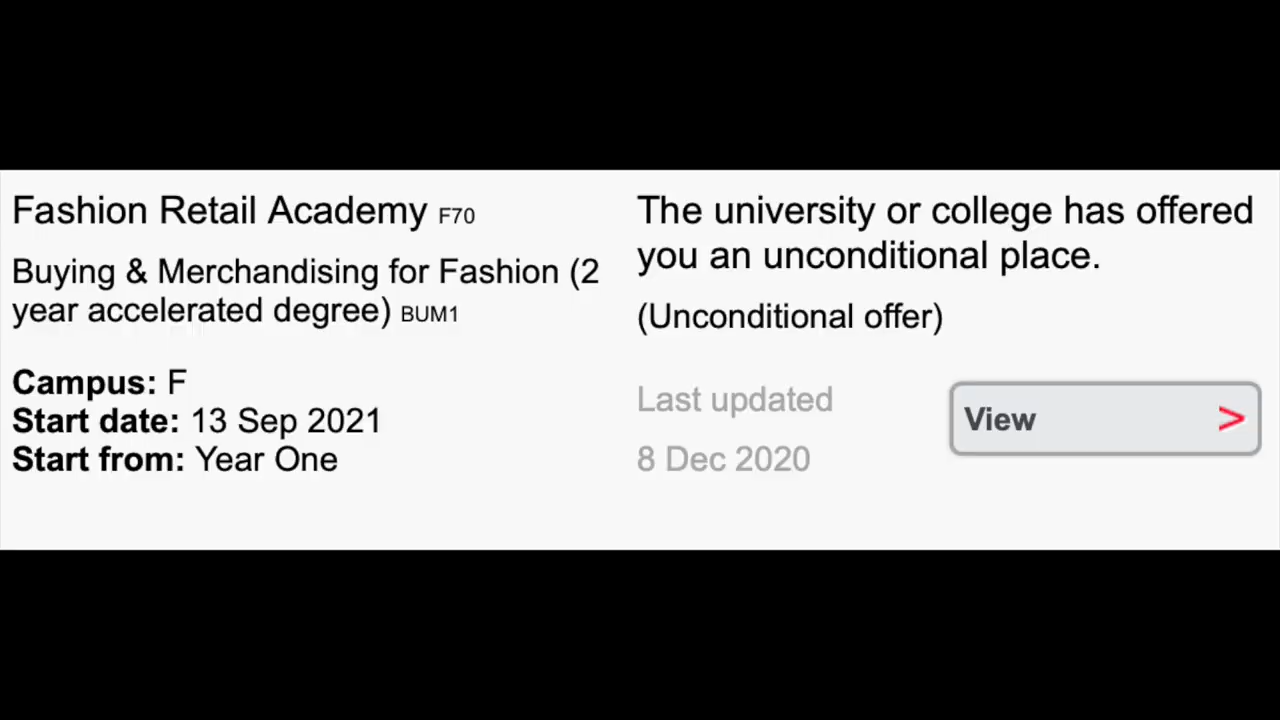 Fashion Retail Academy F70
Buying & Merchandising for Fashion (2
year accelerated degree) BUM1
Campus: F
Start date: 13 Sep 2021
Start from: Year One
The university or college has offered
you an unconditional place.
(Unconditional offer)
Last updated
8 Dec 2020
View >